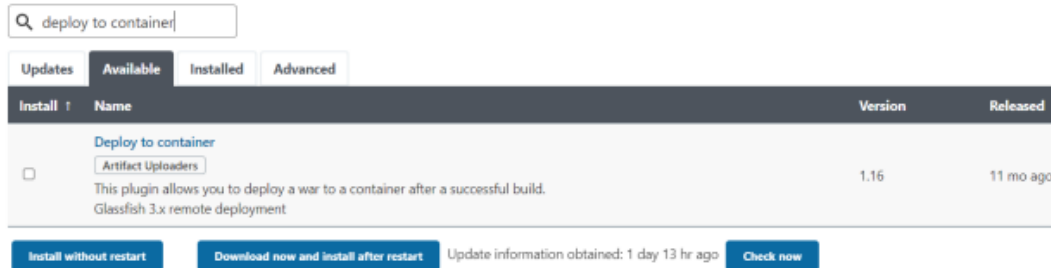 deploy to container
Updates Available Installed Advanced
Install ↑ Name Version Released
Deploy to container
Artifact Uploaders
This plugin allows you to deploy a war to a container after a successful build.
Glassfish 3.x remote deployment
1.16 11 mo ago
Install without restart Download now and install after restart Update information obtained: 1 day 13 hr ago Check now